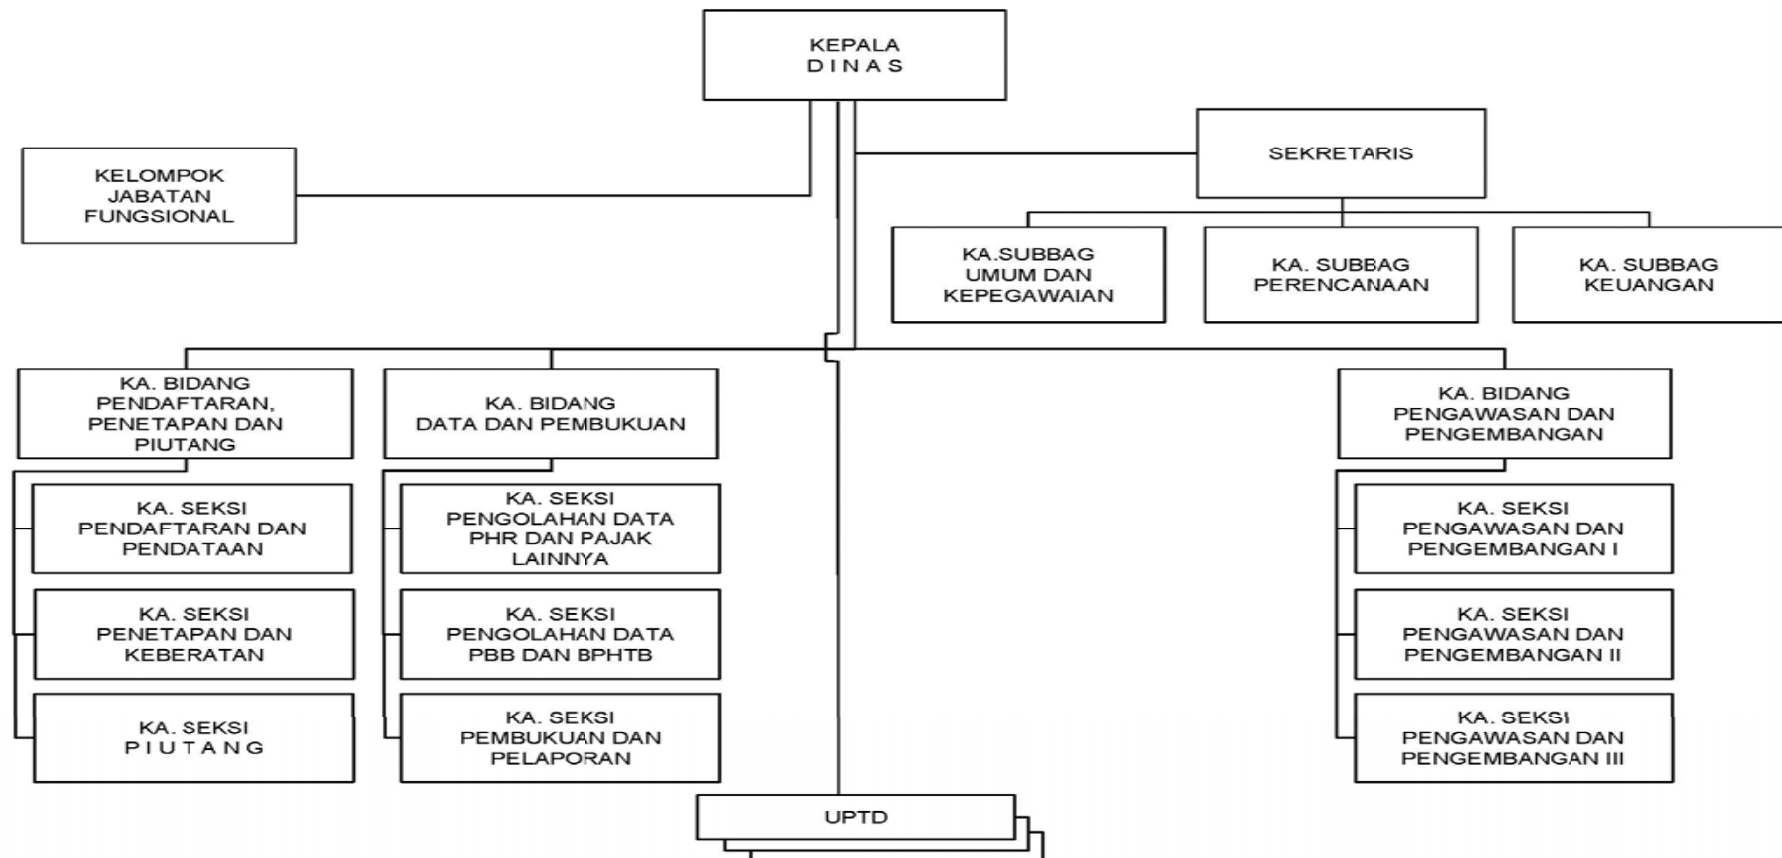 KEPALA
D I N A S
SEKRETARIS
KELOMPOK
JABATAN
FUNGSIONAL
KA.SUBBAG
UMUM DAN
KEPEGAWAIAN
KA. SUBBAG
PERENCANAAN
KA. SUBBAG
KEUANGAN
KA. BIDANG
PENDAFTARAN,
PENETAPAN DAN
PIUTANG
KA. BIDANG
DATA DAN PEMBUKUAN
KA. BIDANG
PENGAWASAN DAN
PENGEMBANGAN
KA. SEKSI
PENDAFTARAN DAN
PENDATAAN
KA. SEKSI
PENGOLAHAN DATA
PHR DAN PAJAK
LAINNYA
KA. SEKSI
PENGAWASAN DAN
PENGEMBANGAN I
KA. SEKSI
PENETAPAN DAN
KEBERATAN
KA. SEKSI
PENGOLAHAN DATA
PBB DAN BPHTB
KA. SEKSI
PENGAWASAN DAN
PENGEMBANGAN II
KA. SEKSI
P I U T A N G
KA. SEKSI
PEMBUKUAN DAN
PELAPORAN
KA. SEKSI
PENGAWASAN DAN
PENGEMBANGAN III
UPTD